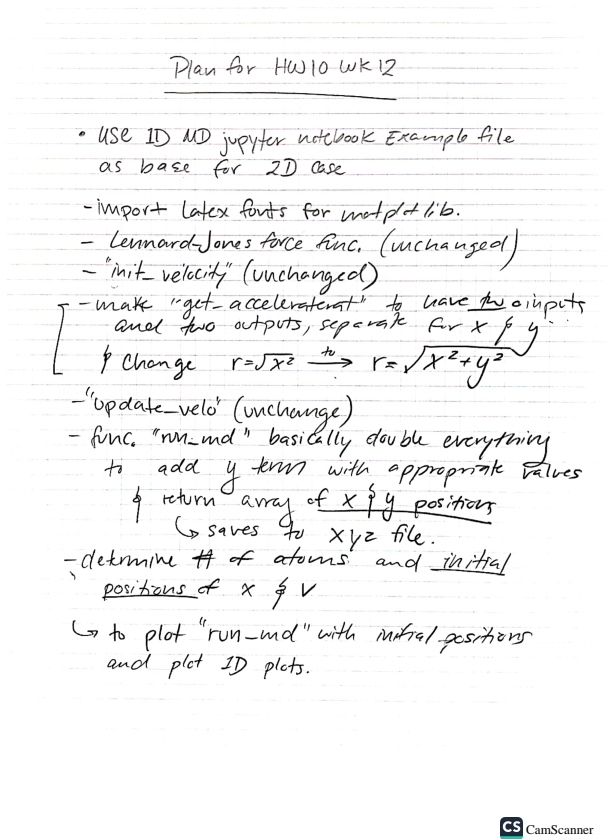 Plan for HW10 WK12
• USE 1D MD jupyter notebook Example file
as base for 2D case
- import Latex fonts for matplotlib.
- Lennard-Jones force func. (unchanged)
- "init_velocity" (unchanged)
- make "get_accelerat" to have two inputs
and two outputs, separate for x & y
& change r=√x² to → r=√x²+y²
- "update_velo" (unchange)
- func. "run_md" basically double everything
to add y term with appropriate values
& return array of x & y positions
↳ saves to xyz file.
- detrmine # of atoms and initial
positions of x & v
↳ to plot "run_md" with initial positions
and plot 1D plots.
CS CamScanner